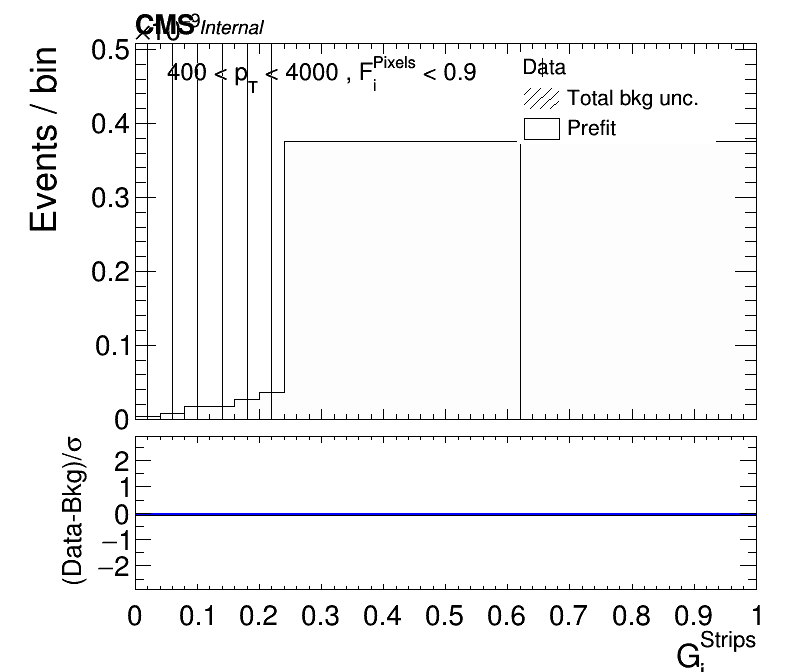 CMS Internal
×10⁻⁹
Events / bin
400 < p_T < 4000 , F_i^Pixels < 0.9
Data
Total bkg unc.
Prefit
0.5
0.4
0.3
0.2
0.1
0
(Data-Bkg)/σ
2
1
0
−1
−2
0 0.1 0.2 0.3 0.4 0.5 0.6 0.7 0.8 0.9 1
G_i^Strips